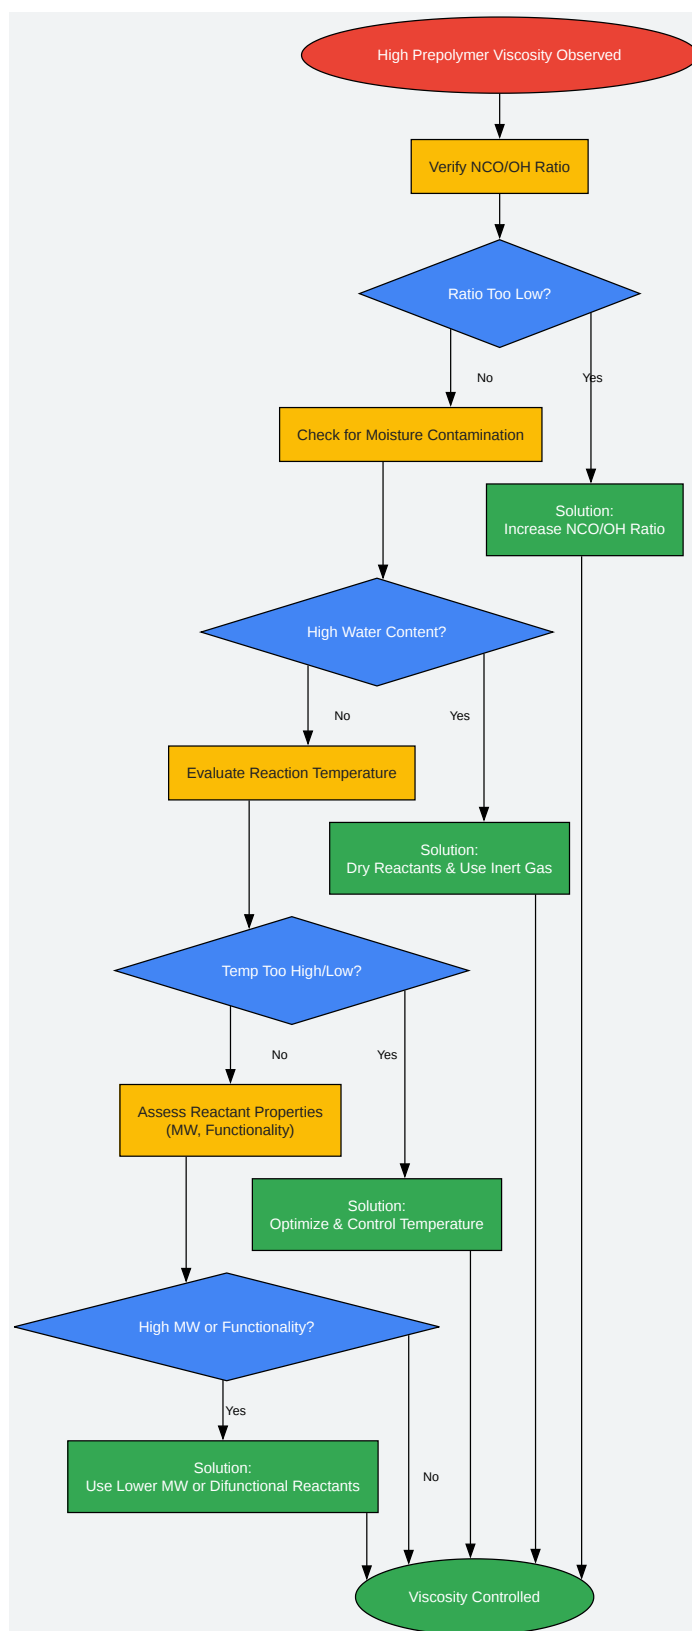 High Prepolymer Viscosity Observed
Verify NCO/OH Ratio
Ratio Too Low?
No
Yes
Check for Moisture Contamination
Solution:
Increase NCO/OH Ratio
High Water Content?
No
Yes
Evaluate Reaction Temperature
Solution:
Dry Reactants & Use Inert Gas
Temp Too High/Low?
No
Yes
Assess Reactant Properties
(MW, Functionality)
Solution:
Optimize & Control Temperature
High MW or Functionality?
Yes
Solution:
Use Lower MW or Difunctional Reactants
No
Viscosity Controlled